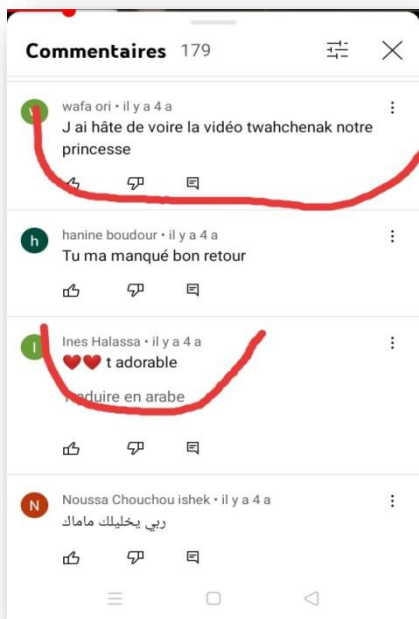 Commentaires 179
wafa ori • il y a 4 a
J ai hâte de voire la vidéo twahchenak notre
princesse
h
hanine boudour • il y a 4 a
Tu ma manqué bon retour
I
Ines Halassa • il y a 4 a
❤️❤️ t adorable
Traduire en arabe
N
Noussa Chouchou ishek • il y a 4 a
ربي يخليلك ماماك